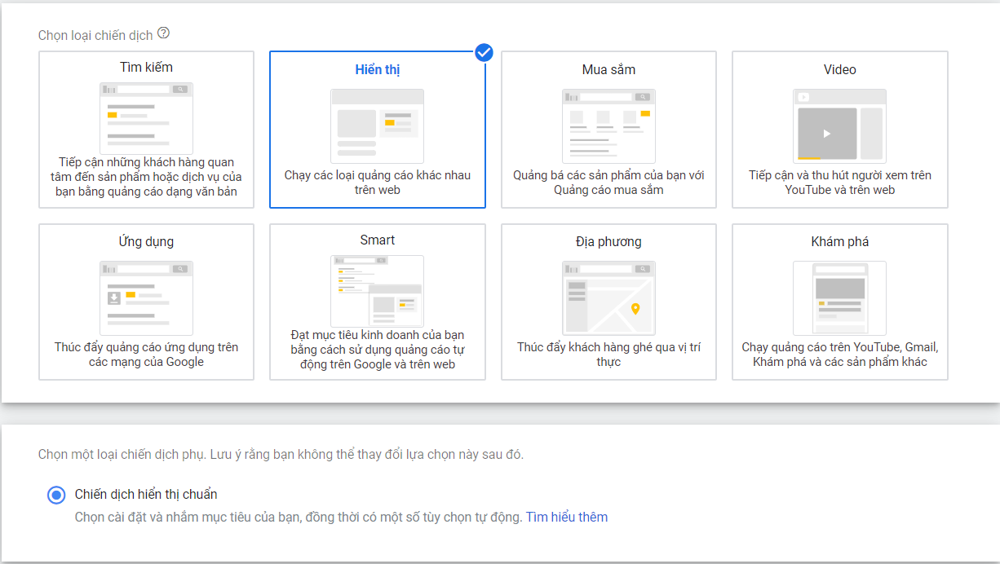 Chọn loại chiến dịch ?
Tìm kiếm
Tiếp cận những khách hàng quan
tâm đến sản phẩm hoặc dịch vụ của
bạn bằng quảng cáo dạng văn bản
Hiển thị
Chạy các loại quảng cáo khác nhau
trên web
Mua sắm
Quảng bá các sản phẩm của bạn với
Quảng cáo mua sắm
Video
Tiếp cận và thu hút người xem trên
YouTube và trên web
Ứng dụng
Thúc đẩy quảng cáo ứng dụng trên
các mạng của Google
Smart
Đạt mục tiêu kinh doanh của bạn
bằng cách sử dụng quảng cáo tự
động trên Google và trên web
Địa phương
Thúc đẩy khách hàng ghé qua vị trí
thực
Khám phá
Chạy quảng cáo trên YouTube, Gmail,
Khám phá và các sản phẩm khác
Chọn một loại chiến dịch phụ. Lưu ý rằng bạn không thể thay đổi lựa chọn này sau đó.
Chiến dịch hiển thị chuẩn
Chọn cài đặt và nhắm mục tiêu của bạn, đồng thời có một số tùy chọn tự động. Tìm hiểu thêm